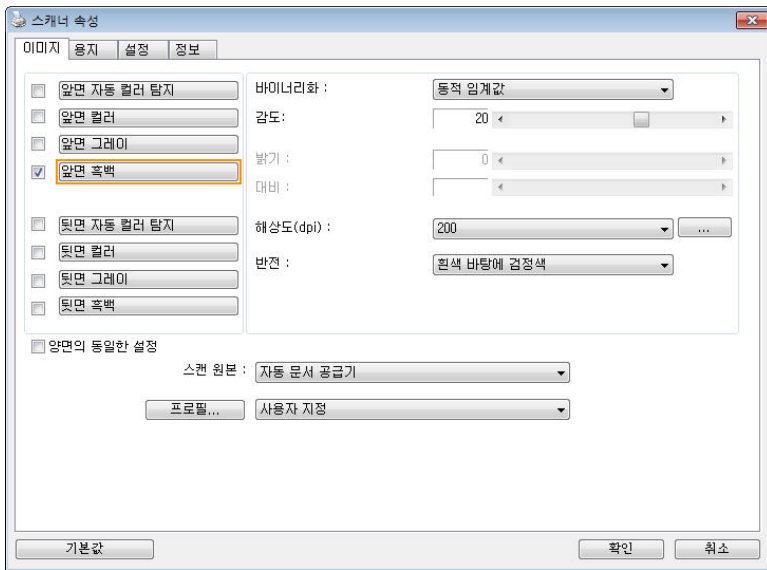 스캐너 속성
이미지 용지 설정 정보
앞면 자동 컬러 탐지
앞면 컬러
앞면 그레이
앞면 흑백
뒷면 자동 컬러 탐지
뒷면 컬러
뒷면 그레이
뒷면 흑백
바이너리화 : 동적 임계값
감도: 20
밝기 : 0
대비 :
해상도(dpi) : 200 ...
반전 : 흰색 바탕에 검정색
양면의 동일한 설정
스캔 원본 : 자동 문서 공급기
프로필... 사용자 지정
기본값 확인 취소